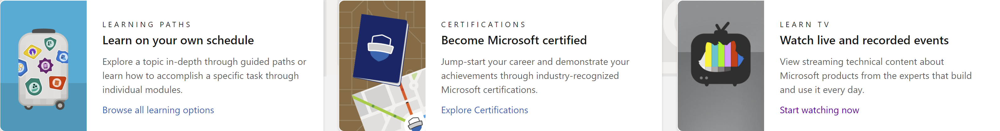 LEARNING PATHS
Learn on your own schedule
Explore a topic in-depth through guided paths or
learn how to accomplish a specific task through
individual modules.
Browse all learning options
CERTIFICATIONS
Become Microsoft certified
Jump-start your career and demonstrate your
achievements through industry-recognized
Microsoft certifications.
Explore Certifications
LEARN TV
Watch live and recorded events
View streaming technical content about
Microsoft products from the experts that build
and use it every day.
Start watching now